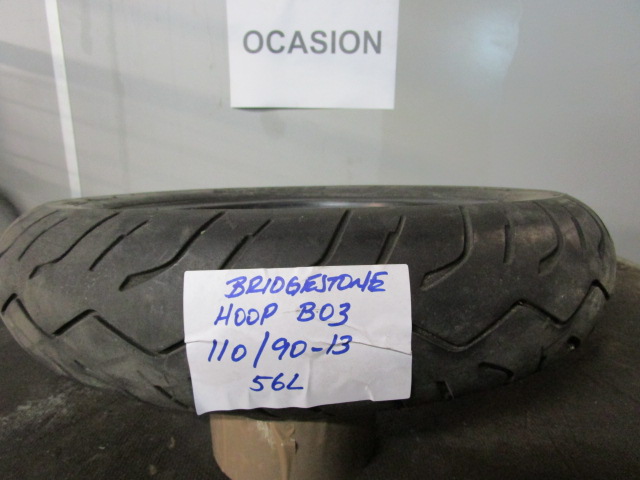 OCASION
BRIDGESTONE
HOOP B03
110/90-13
56L